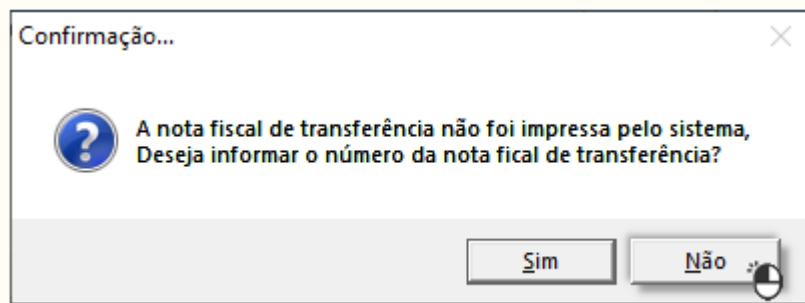 Confirmação...
A nota fiscal de transferência não foi impressa pelo sistema,
Deseja informar o número da nota fical de transferência?
Sim
Não